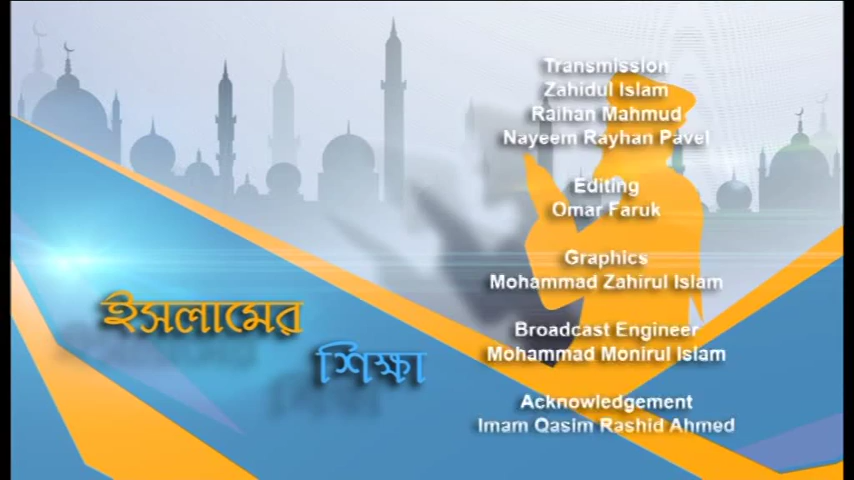 Transmission
Zahidul Islam
Raihan Mahmud
Nayeem Rayhan Pavel
Editing
Omar Faruk
Graphics
Mohammad Zahirul Islam
Broadcast Engineer
Mohammad Monirul Islam
Acknowledgement
Imam Qasim Rashid Ahmed
ইসলামের
শিক্ষা